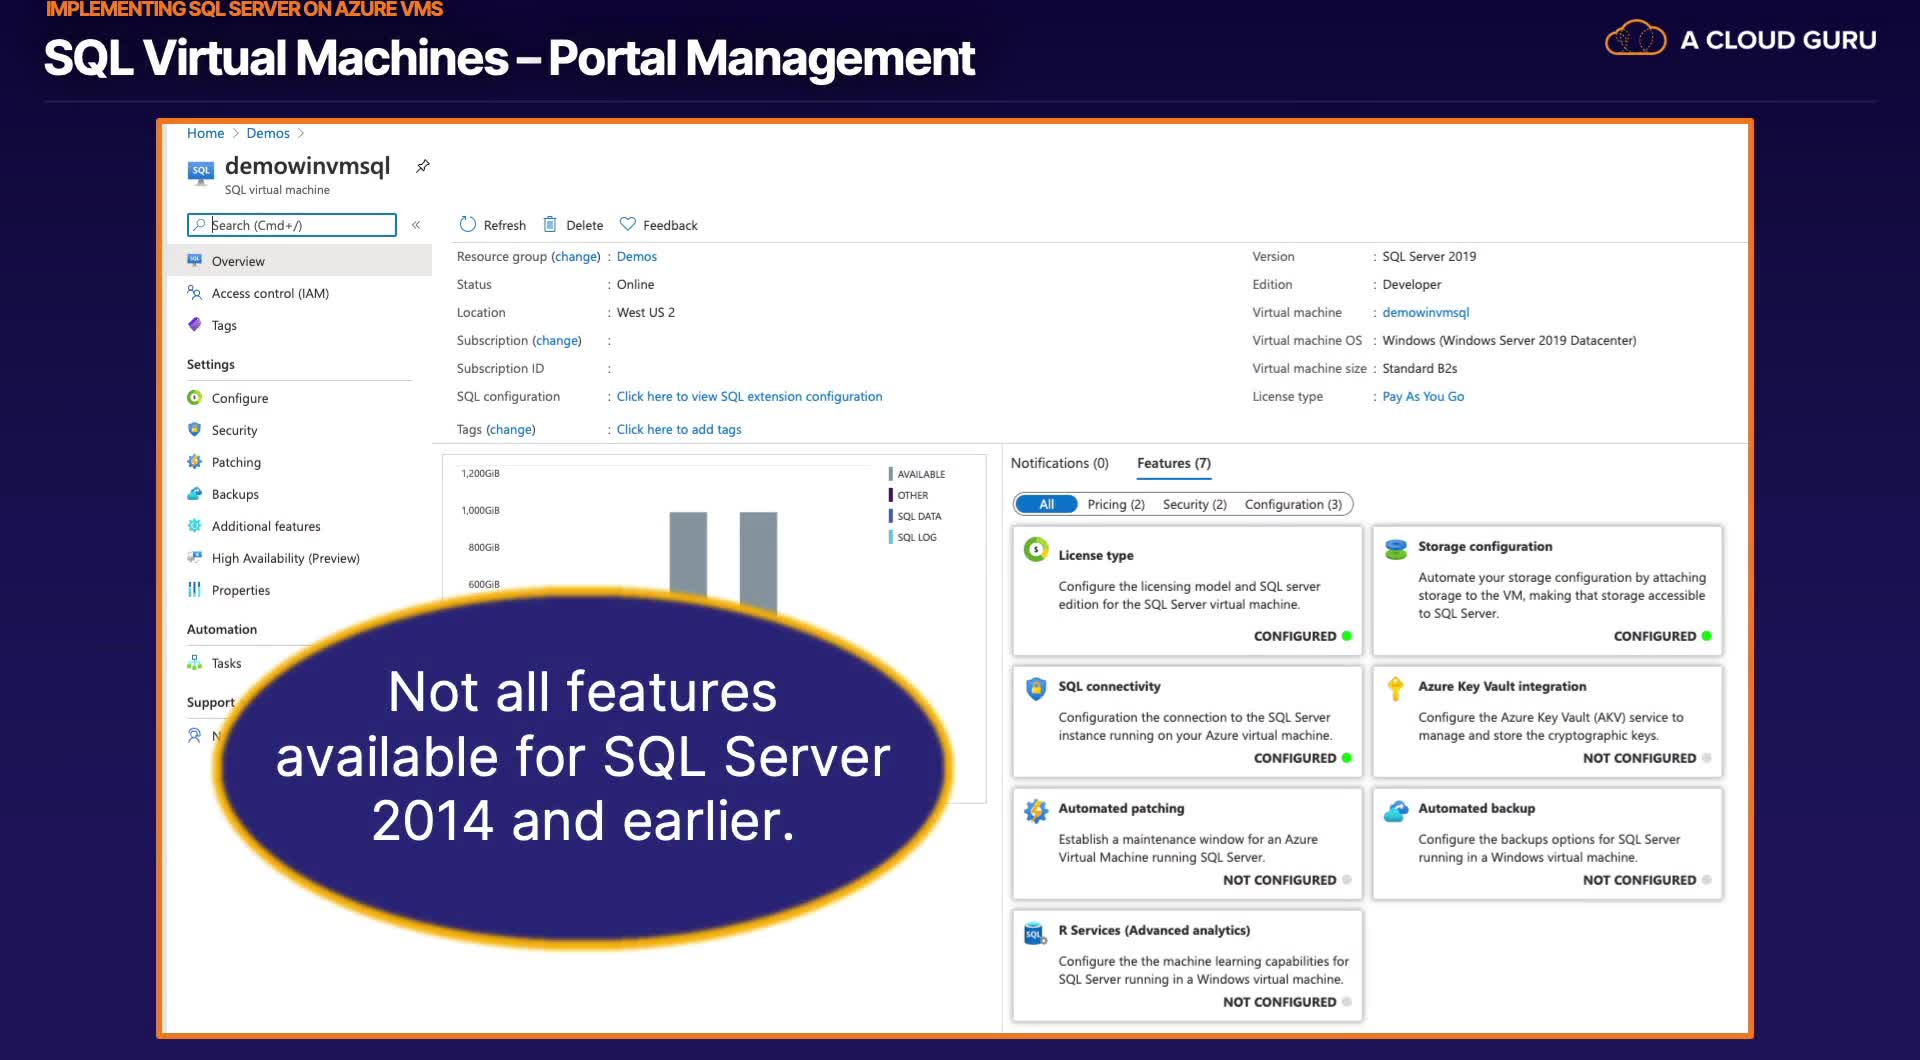 IMPLEMENTING SQL SERVER ON AZURE VMS
SQL Virtual Machines – Portal Management
A CLOUD GURU
Home > Demos >
SQL
demowinvmsql
SQL virtual machine
Search (Cmd+/)
«
Overview
Access control (IAM)
Tags
Settings
Configure
Security
Patching
Backups
Additional features
High Availability (Preview)
Properties
Automation
Tasks
Support
N
Refresh
Delete
Feedback
Resource group (change) : Demos
Status : Online
Location : West US 2
Subscription (change) :
Subscription ID :
SQL configuration : Click here to view SQL extension configuration
Tags (change) : Click here to add tags
Version : SQL Server 2019
Edition : Developer
Virtual machine : demowinvmsql
Virtual machine OS : Windows (Windows Server 2019 Datacenter)
Virtual machine size : Standard B2s
License type : Pay As You Go
1,200GiB
1,000GiB
800GiB
600GiB
AVAILABLE
OTHER
SQL DATA
SQL LOG
Not all features
available for SQL Server
2014 and earlier.
Notifications (0)
Features (7)
All
Pricing (2)
Security (2)
Configuration (3)
License type
Configure the licensing model and SQL server
edition for the SQL Server virtual machine.
CONFIGURED
Storage configuration
Automate your storage configuration by attaching
storage to the VM, making that storage accessible
to SQL Server.
CONFIGURED
SQL connectivity
Configuration the connection to the SQL Server
instance running on your Azure virtual machine.
CONFIGURED
Azure Key Vault integration
Configure the Azure Key Vault (AKV) service to
manage and store the cryptographic keys.
NOT CONFIGURED
Automated patching
Establish a maintenance window for an Azure
Virtual Machine running SQL Server.
NOT CONFIGURED
Automated backup
Configure the backups options for SQL Server
running in a Windows virtual machine.
NOT CONFIGURED
SQL
R Services (Advanced analytics)
Configure the the machine learning capabilities for
SQL Server running in a Windows virtual machine.
NOT CONFIGURED